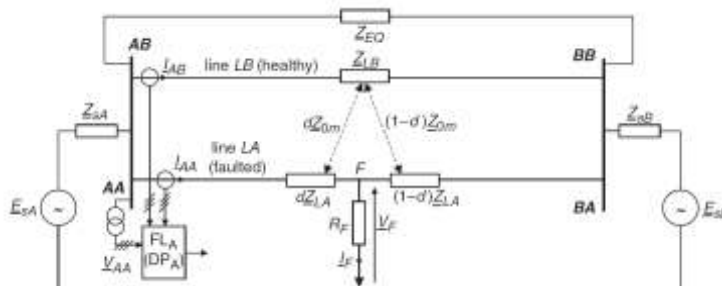 Z_EQ
AB
BB
I_AB
line LB (healthy)
Z_LB
Z_sA
dZ_0m
(1–d)Z_0m
Z_sB
line LA
(faulted)
I_AA
F
AA
dZ_LA
(1–d)Z_LA
BA
E_sA
~
~
R_F
V_F
FL_A
(DP_A)
V_AA
I_F